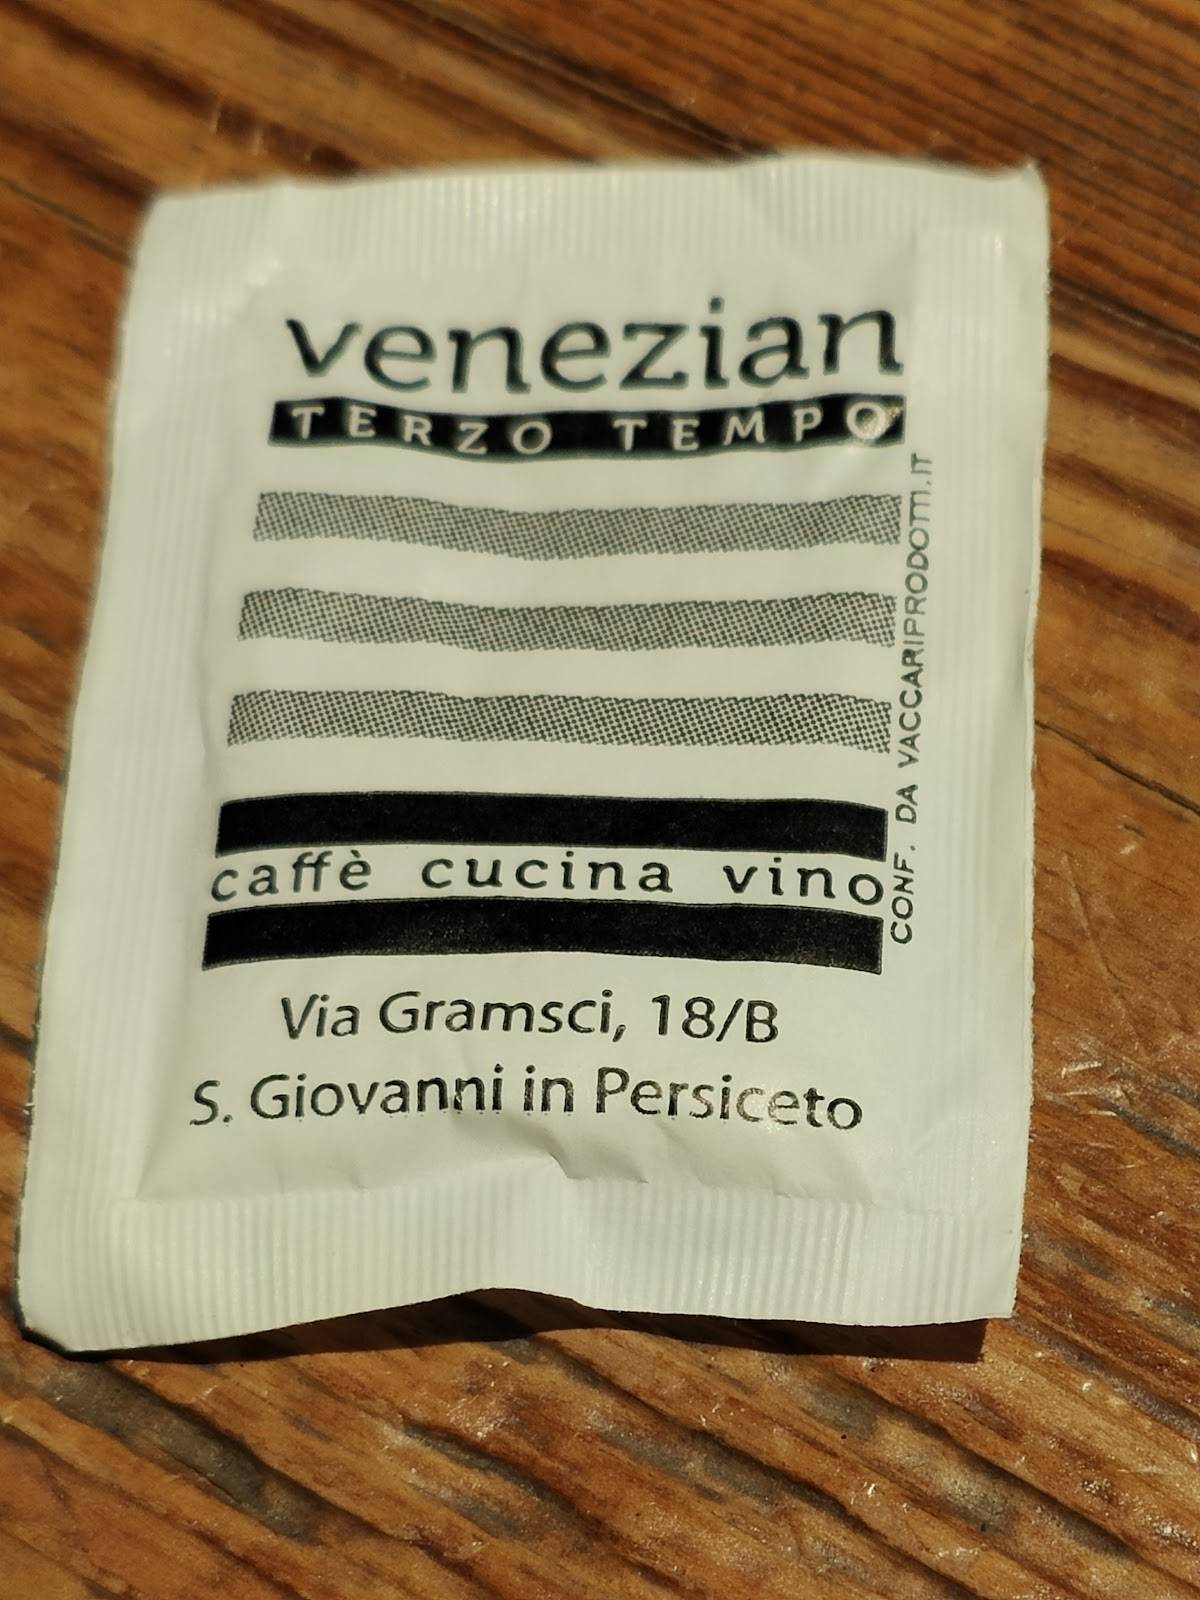 venezian
TERZO TEMPO
caffè cucina vino
CONF. DA VACCARIPRODOTTI.IT
Via Gramsci, 18/B
S. Giovanni in Persiceto